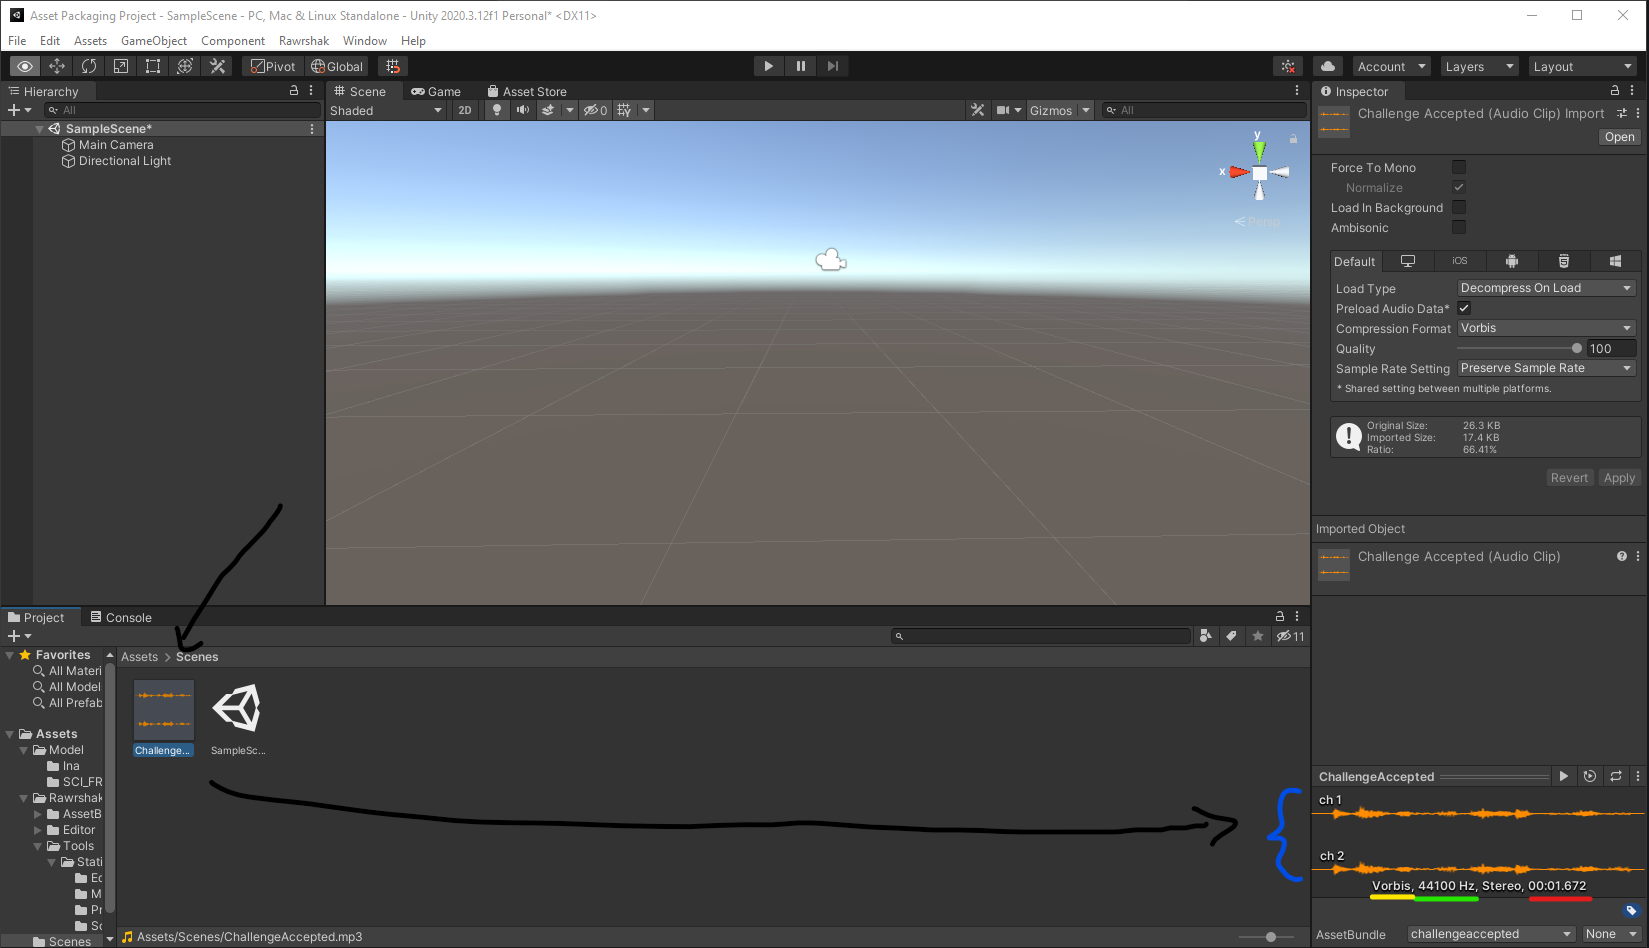 Asset Packaging Project - SampleScene - PC, Mac & Linux Standalone - Unity 2020.3.12f1 Personal* <DX11>
File Edit Assets GameObject Component Rawrshak Window Help
Pivot Global Account Layers Layout
Hierarchy
All
SampleScene*
Main Camera
Directional Light
Scene Game Asset Store
Shaded 2D 0 Gizmos All
y
x
Persp
Inspector
Challenge Accepted (Audio Clip) Import
Open
Force To Mono
Normalize
Load In Background
Ambisonic
Default iOS
Load Type Decompress On Load
Preload Audio Data*
Compression Format Vorbis
Quality 100
Sample Rate Setting Preserve Sample Rate
* Shared setting between multiple platforms.
Original Size: 26.3 KB
Imported Size: 17.4 KB
Ratio: 66.41%
Revert Apply
Imported Object
Challenge Accepted (Audio Clip)
Project Console
11
Favorites
All Materi
All Model
All Prefab
Assets
Model
Ina
SCI_FR
Rawrshak
AssetB
Editor
Tools
Stati
Ec
M
Pr
Sc
Scenes
Assets > Scenes
Challenge... SampleSc...
Assets/Scenes/ChallengeAccepted.mp3
ChallengeAccepted
ch 1
ch 2
Vorbis, 44100 Hz, Stereo, 00:01.672
AssetBundle challengeaccepted None